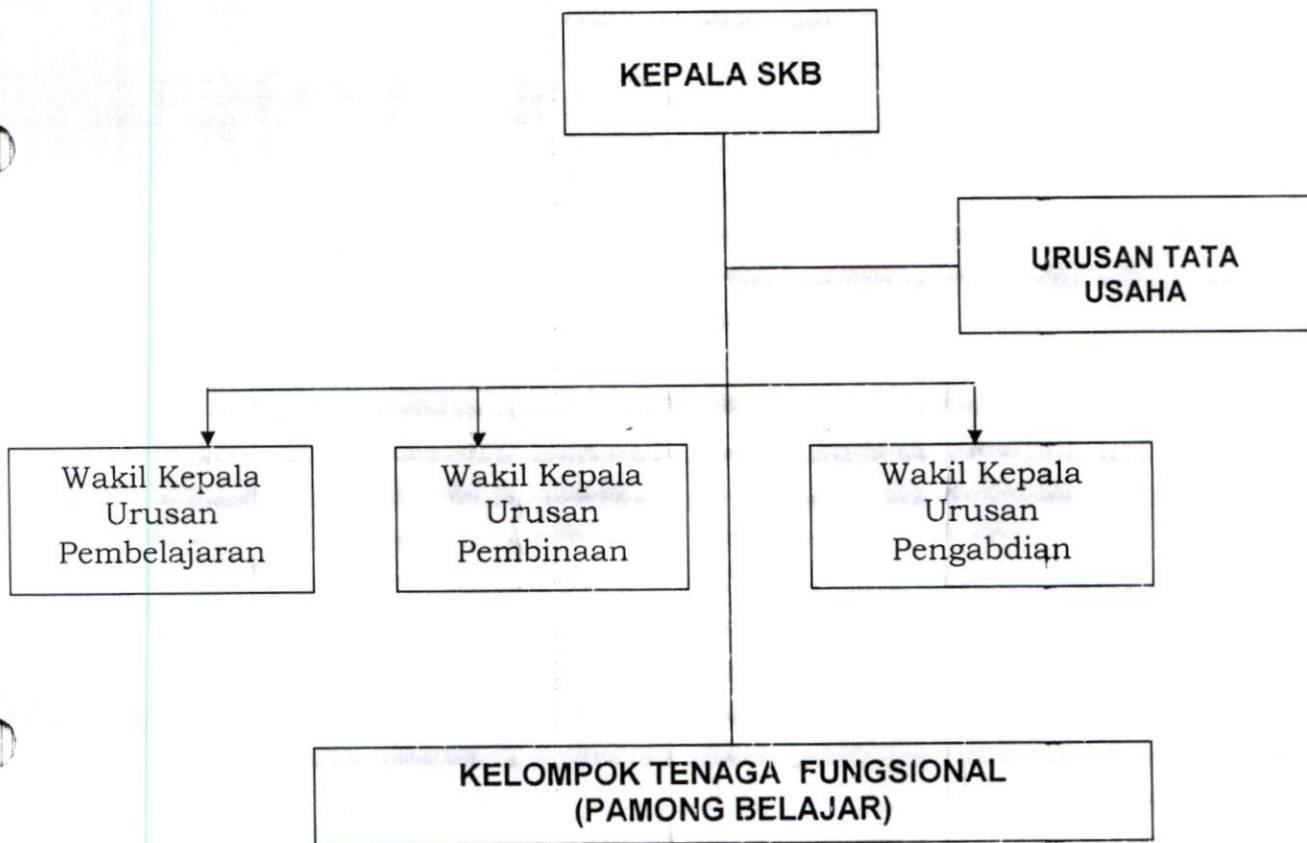 KEPALA SKB
URUSAN TATA
USAHA
Wakil Kepala
Urusan
Pembelajaran
Wakil Kepala
Urusan
Pembinaan
Wakil Kepala
Urusan
Pengabdian
KELOMPOK TENAGA FUNGSIONAL
(PAMONG BELAJAR)